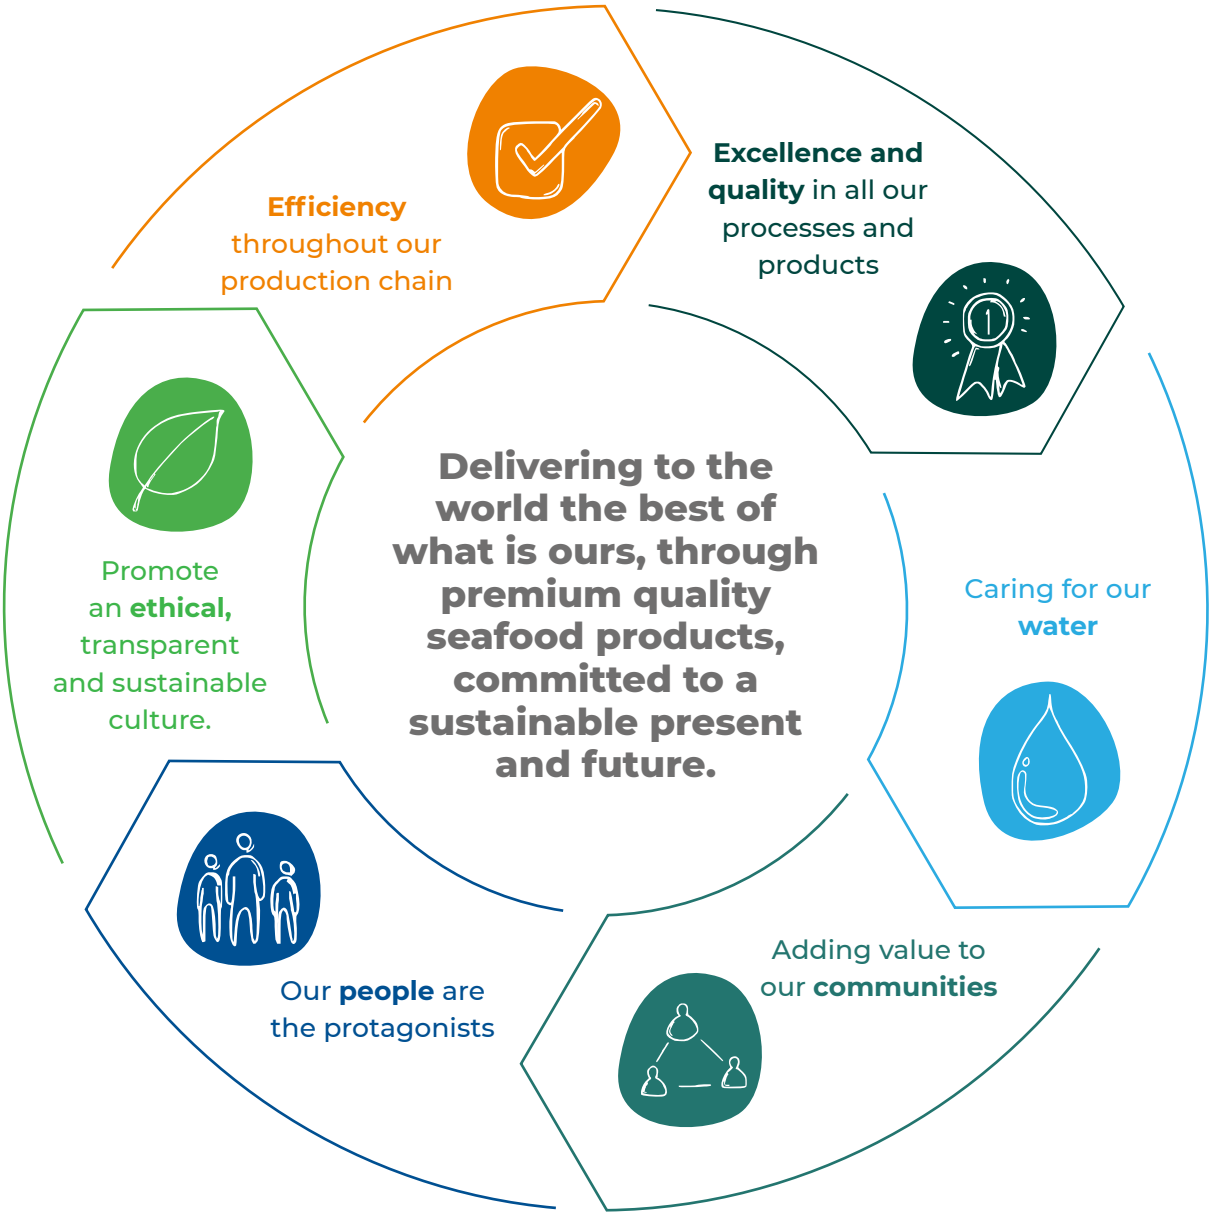 Efficiency
throughout our
production chain
Excellence and
quality in all our
processes and
products
1
Caring for our
water
Adding value to
our communities
Our people are
the protagonists
Promote
an ethical,
transparent
and sustainable
culture.
Delivering to the
world the best of
what is ours, through
premium quality
seafood products,
committed to a
sustainable present
and future.